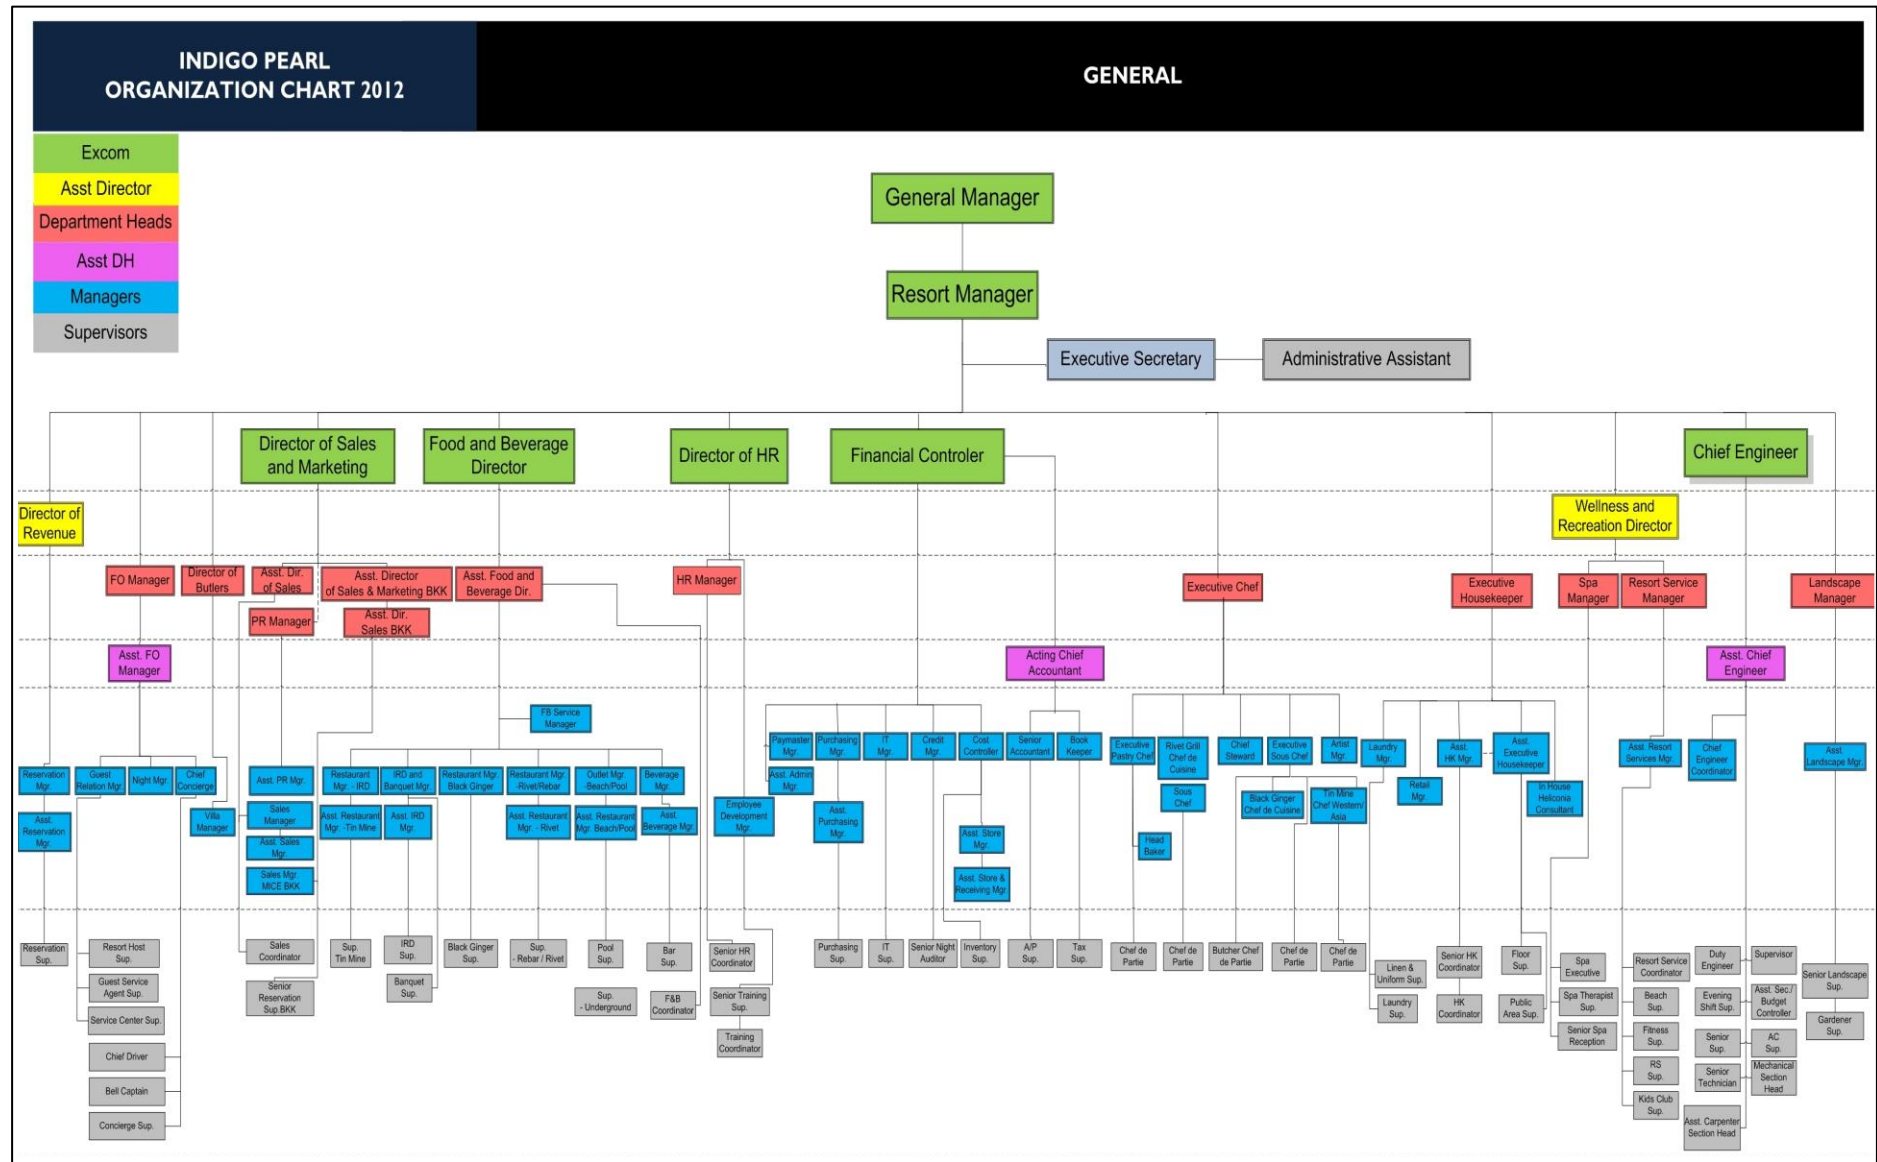 INDIGO PEARL
ORGANIZATION CHART 2012
GENERAL
Excom
Asst Director
Department Heads
Asst DH
Managers
Supervisors
General Manager
Resort Manager
Executive Secretary
Administrative Assistant
Director of Sales
and Marketing
Food and Beverage
Director
Director of HR
Financial Controler
Chief Engineer
Director of
Revenue
Wellness and
Recreation Director
FO Manager
Director of
Butlers
Asst. Dir.
of Sales
Asst. Director
of Sales & Marketing BKK
Asst. Food and
Beverage Dir.
HR Manager
Executive Chef
Executive
Housekeeper
Spa
Manager
Resort Service
Manager
Landscape
Manager
PR Manager
Asst. Dir.
Sales BKK
Asst. FO
Manager
Acting Chief
Accountant
Asst. Chief
Engineer
FB Service
Manager
Paymaster
Mgr.
Purchasing
Mgr.
IT
Mgr.
Credit
Mgr.
Cost
Controller
Senior
Accountant
Book
Keeper
Executive
Pastry Chef
Rivet Grill
Chef de
Cuisine
Chief
Steward
Executive
Sous Chef
Artist
Mgr.
Laundry
Mgr.
Asst.
HK Mgr.
Asst.
Executive
Housekeeper
Asst. Resort
Services Mgr.
Chief
Engineer
Coordinator
Asst
Landscape Mgr.
Reservation
Mgr.
Guest
Relation Mgr.
Night Mgr.
Chief
Concierge
Asst. PR Mgr.
Restaurant
Mgr. - IRD
IRD and
Banquet Mgr.
Restaurant Mgr.
Black Ginger
Restaurant Mgr.
-Rivet/Rebar
Outlet Mgr.
-Beach/Pool
Beverage
Mgr.
Asst. Admin
Mgr.
Sous
Chef
Retail
Mgr.
In House
Heliconia
Consultant
Asst.
Reservation
Mgr.
Villa
Manager
Sales
Manager
Asst. Restaurant
Mgr. -Tin Mine
Asst. IRD
Mgr.
Asst. Restaurant
Mgr. - Rivet
Asst. Restaurant
Mgr. Beach/Pool
Asst.
Beverage Mgr.
Employee
Development
Mgr.
Asst.
Purchasing
Mgr.
Black Ginger
Chef de Cuisine
Tin Mine
Chef Western/
Asia
Asst. Sales
Mgr.
Asst. Store
Mgr.
Head
Baker
Sales Mgr.
MICE BKK
Asst. Store &
Receiving Mgr.
Reservation
Sup.
Resort Host
Sup.
Sales
Coordinator
Sup.
Tin Mine
IRD
Sup.
Black Ginger
Sup.
Sup.
- Rebar / Rivet
Pool
Sup.
Bar
Sup.
Senior HR
Coordinator
Purchasing
Sup.
IT
Sup.
Senior Night
Auditor
Inventory
Sup.
A/P
Sup.
Tax
Sup.
Chef de
Partie
Chef de
Partie
Butcher Chef
de Partie
Chef de
Partie
Chef de
Partie
Linen &
Uniform Sup.
Senior HK
Coordinator
Floor
Sup.
Spa
Executive
Resort Service
Coordinator
Duty
Engineer
Supervisor
Senior Landscape
Sup.
Guest Service
Agent Sup.
Senior
Reservation
Sup.BKK
Banquet
Sup.
Sup.
- Underground
F&B
Coordinator
Senior Training
Sup.
Laundry
Sup.
HK
Coordinator
Public
Area Sup.
Spa Therapist
Sup.
Beach
Sup.
Evening
Shift Sup.
Asst. Sec./
Budget
Controller
Gardener
Sup.
Service Center Sup.
Training
Coordinator
Senior Spa
Reception
Fitness
Sup.
Senior
Sup.
AC
Sup.
Chief Driver
RS
Sup.
Senior
Technician
Mechanical
Section
Head
Bell Captain
Kids Club
Sup.
Concierge Sup.
Asst. Carpenter
Section Head